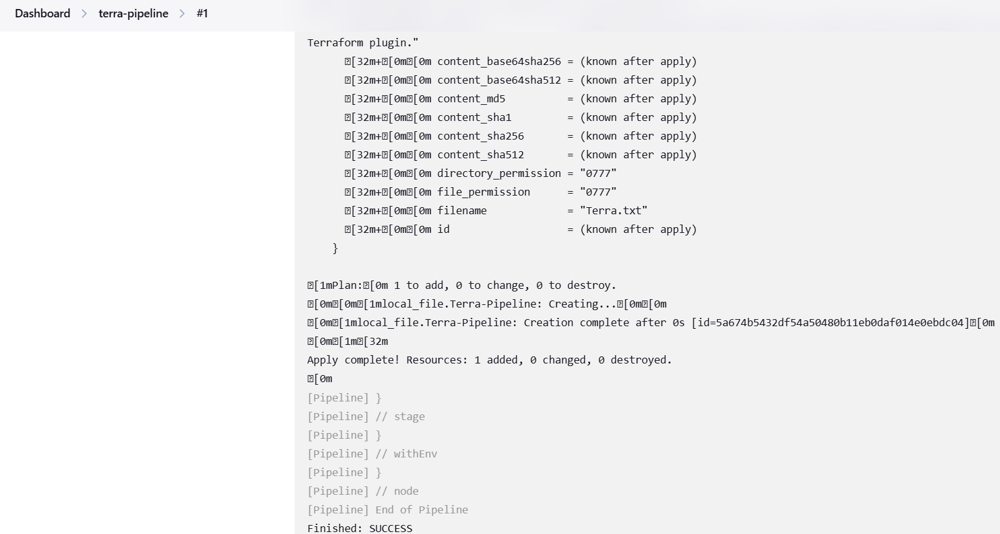 Dashboard > terra-pipeline > #1
Terraform plugin."
�[32m+�[0m�[0m content_base64sha256 = (known after apply)
�[32m+�[0m�[0m content_base64sha512 = (known after apply)
�[32m+�[0m�[0m content_md5          = (known after apply)
�[32m+�[0m�[0m content_sha1         = (known after apply)
�[32m+�[0m�[0m content_sha256       = (known after apply)
�[32m+�[0m�[0m content_sha512       = (known after apply)
�[32m+�[0m�[0m directory_permission = "0777"
�[32m+�[0m�[0m file_permission      = "0777"
�[32m+�[0m�[0m filename             = "Terra.txt"
�[32m+�[0m�[0m id                   = (known after apply)
}
�[1mPlan:�[0m 1 to add, 0 to change, 0 to destroy.
�[0m�[0m�[1mlocal_file.Terra-Pipeline: Creating...�[0m�[0m
�[0m�[1mlocal_file.Terra-Pipeline: Creation complete after 0s [id=5a674b5432df54a50480b11eb0daf014e0ebdc04]�[0m
�[0m�[1m�[32m
Apply complete! Resources: 1 added, 0 changed, 0 destroyed.
�[0m
[Pipeline] }
[Pipeline] // stage
[Pipeline] }
[Pipeline] // withEnv
[Pipeline] }
[Pipeline] // node
[Pipeline] End of Pipeline
Finished: SUCCESS